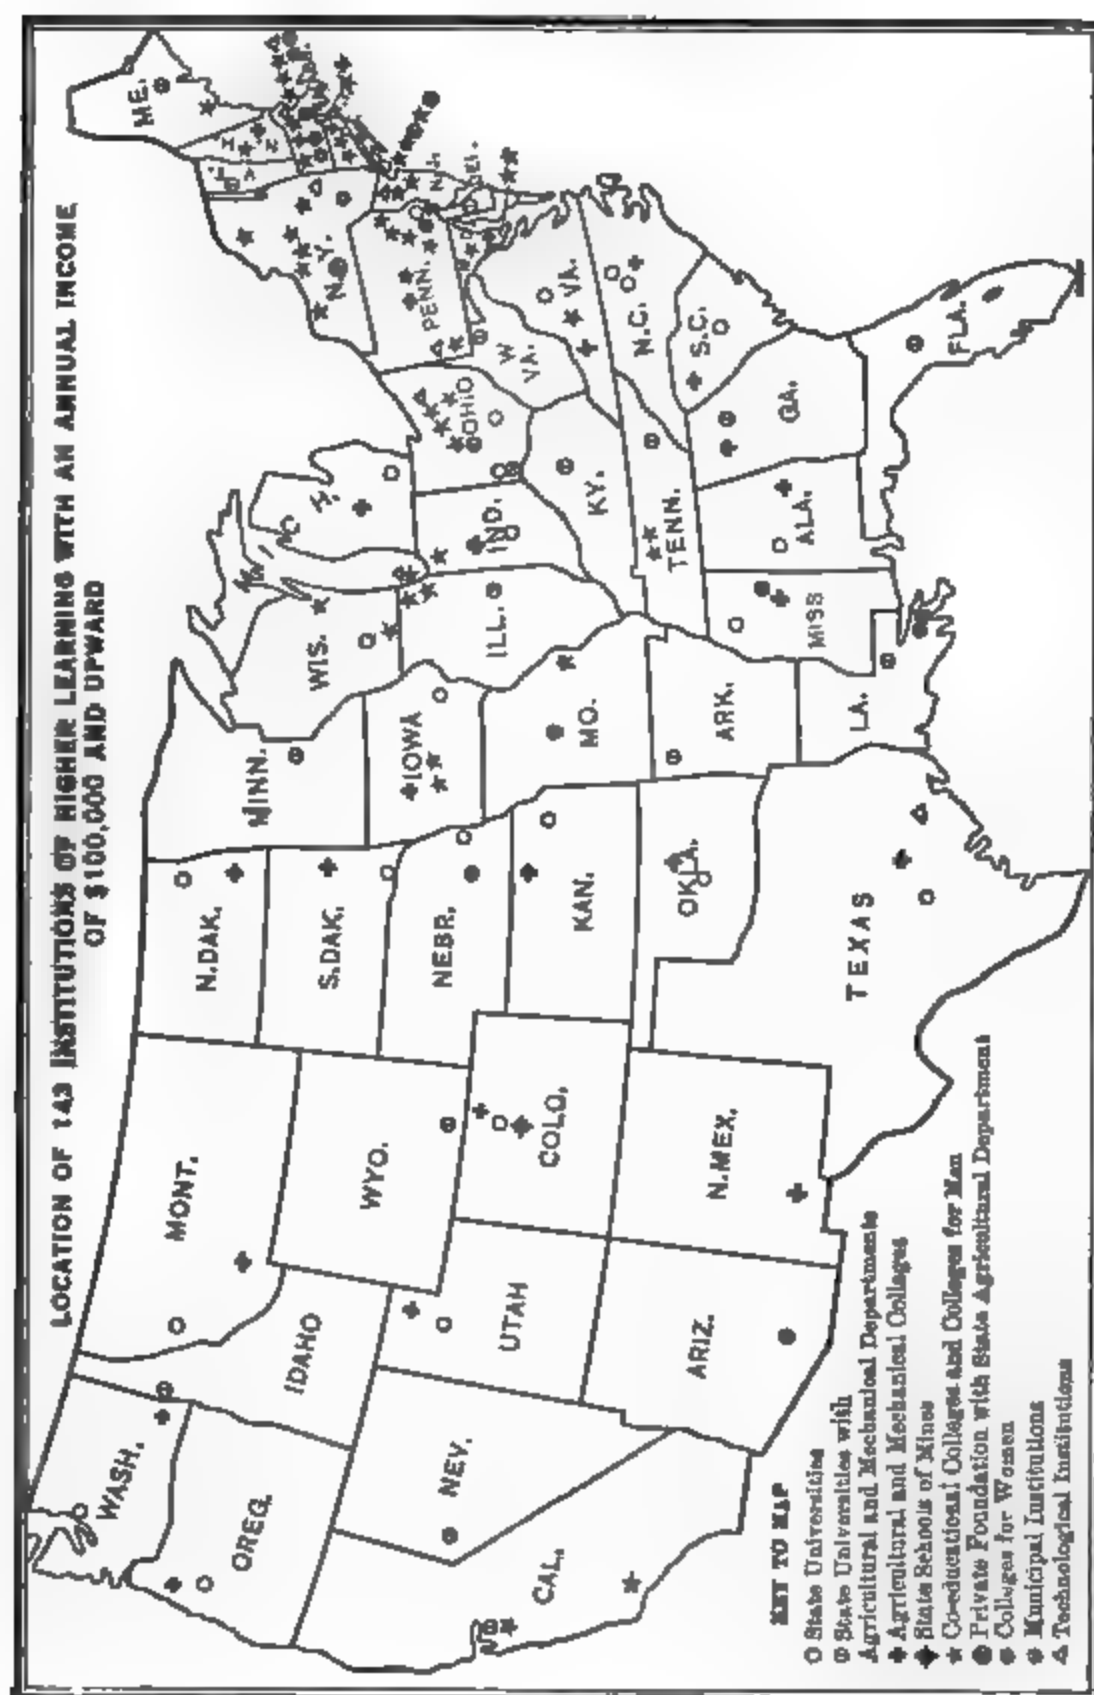 LOCATION OF 143 INSTITUTIONS OF HIGHER LEARNING WITH AN ANNUAL INCOME
OF $100,000 AND UPWARD
WASH.
MONT.
N.DAK.
MINN.
WIS.
MICH.
N.Y.
ME.
VT.
N.H.
OREG.
IDAHO
WYO.
S.DAK.
IOWA
NEBR.
ILL.
IND.
OHIO
PENN.
N.J.
DEL.
NEV.
UTAH
COLO.
KAN.
MO.
KY.
W
VA.
VA.
CAL.
ARIZ.
N.MEX.
OKLA.
ARK.
TENN.
N.C.
S.C.
TEXAS
LA.
MISS
ALA.
GA.
FLA.
KEY TO MAP
State Universities
State Universities with
Agricultural and Mechanical Departments
Agricultural and Mechanical Colleges
State Schools of Mines
Co-educational Colleges and Colleges for Men
Private Foundation with State Agricultural Department
Colleges for Women
Municipal Institutions
Technological Institutions